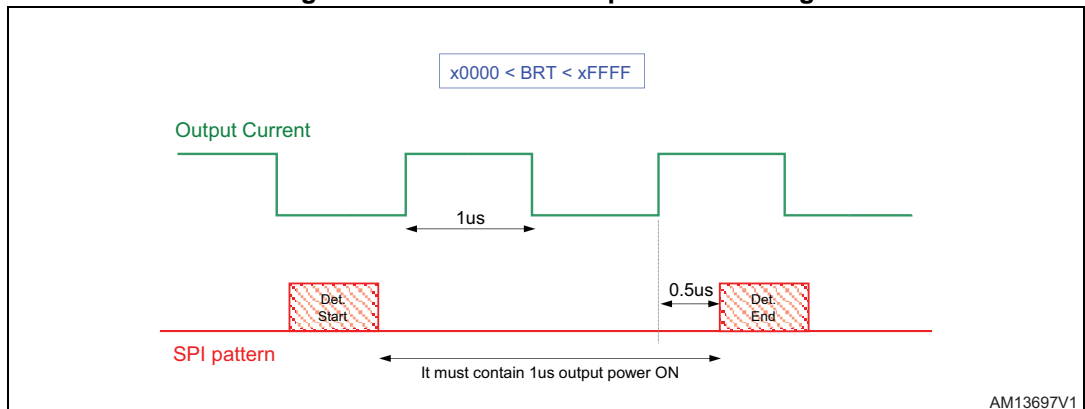 x0000 < BRT < xFFFF
Output Current
1us
Det.
Start
0.5us
Det.
End
SPI pattern
It must contain 1us output power ON
AM13697V1